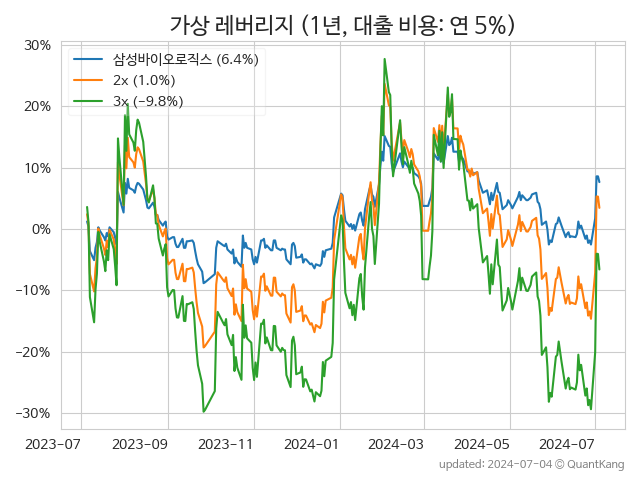 가상 레버리지 (1년, 대출 비용: 연 5%)
삼성바이오로직스 (6.4%)
2x (1.0%)
3x (−9.8%)
30%
20%
10%
0%
−10%
−20%
−30%
2023-07 2023-09 2023-11 2024-01 2024-03 2024-05 2024-07
updated: 2024-07-04 © QuantKang